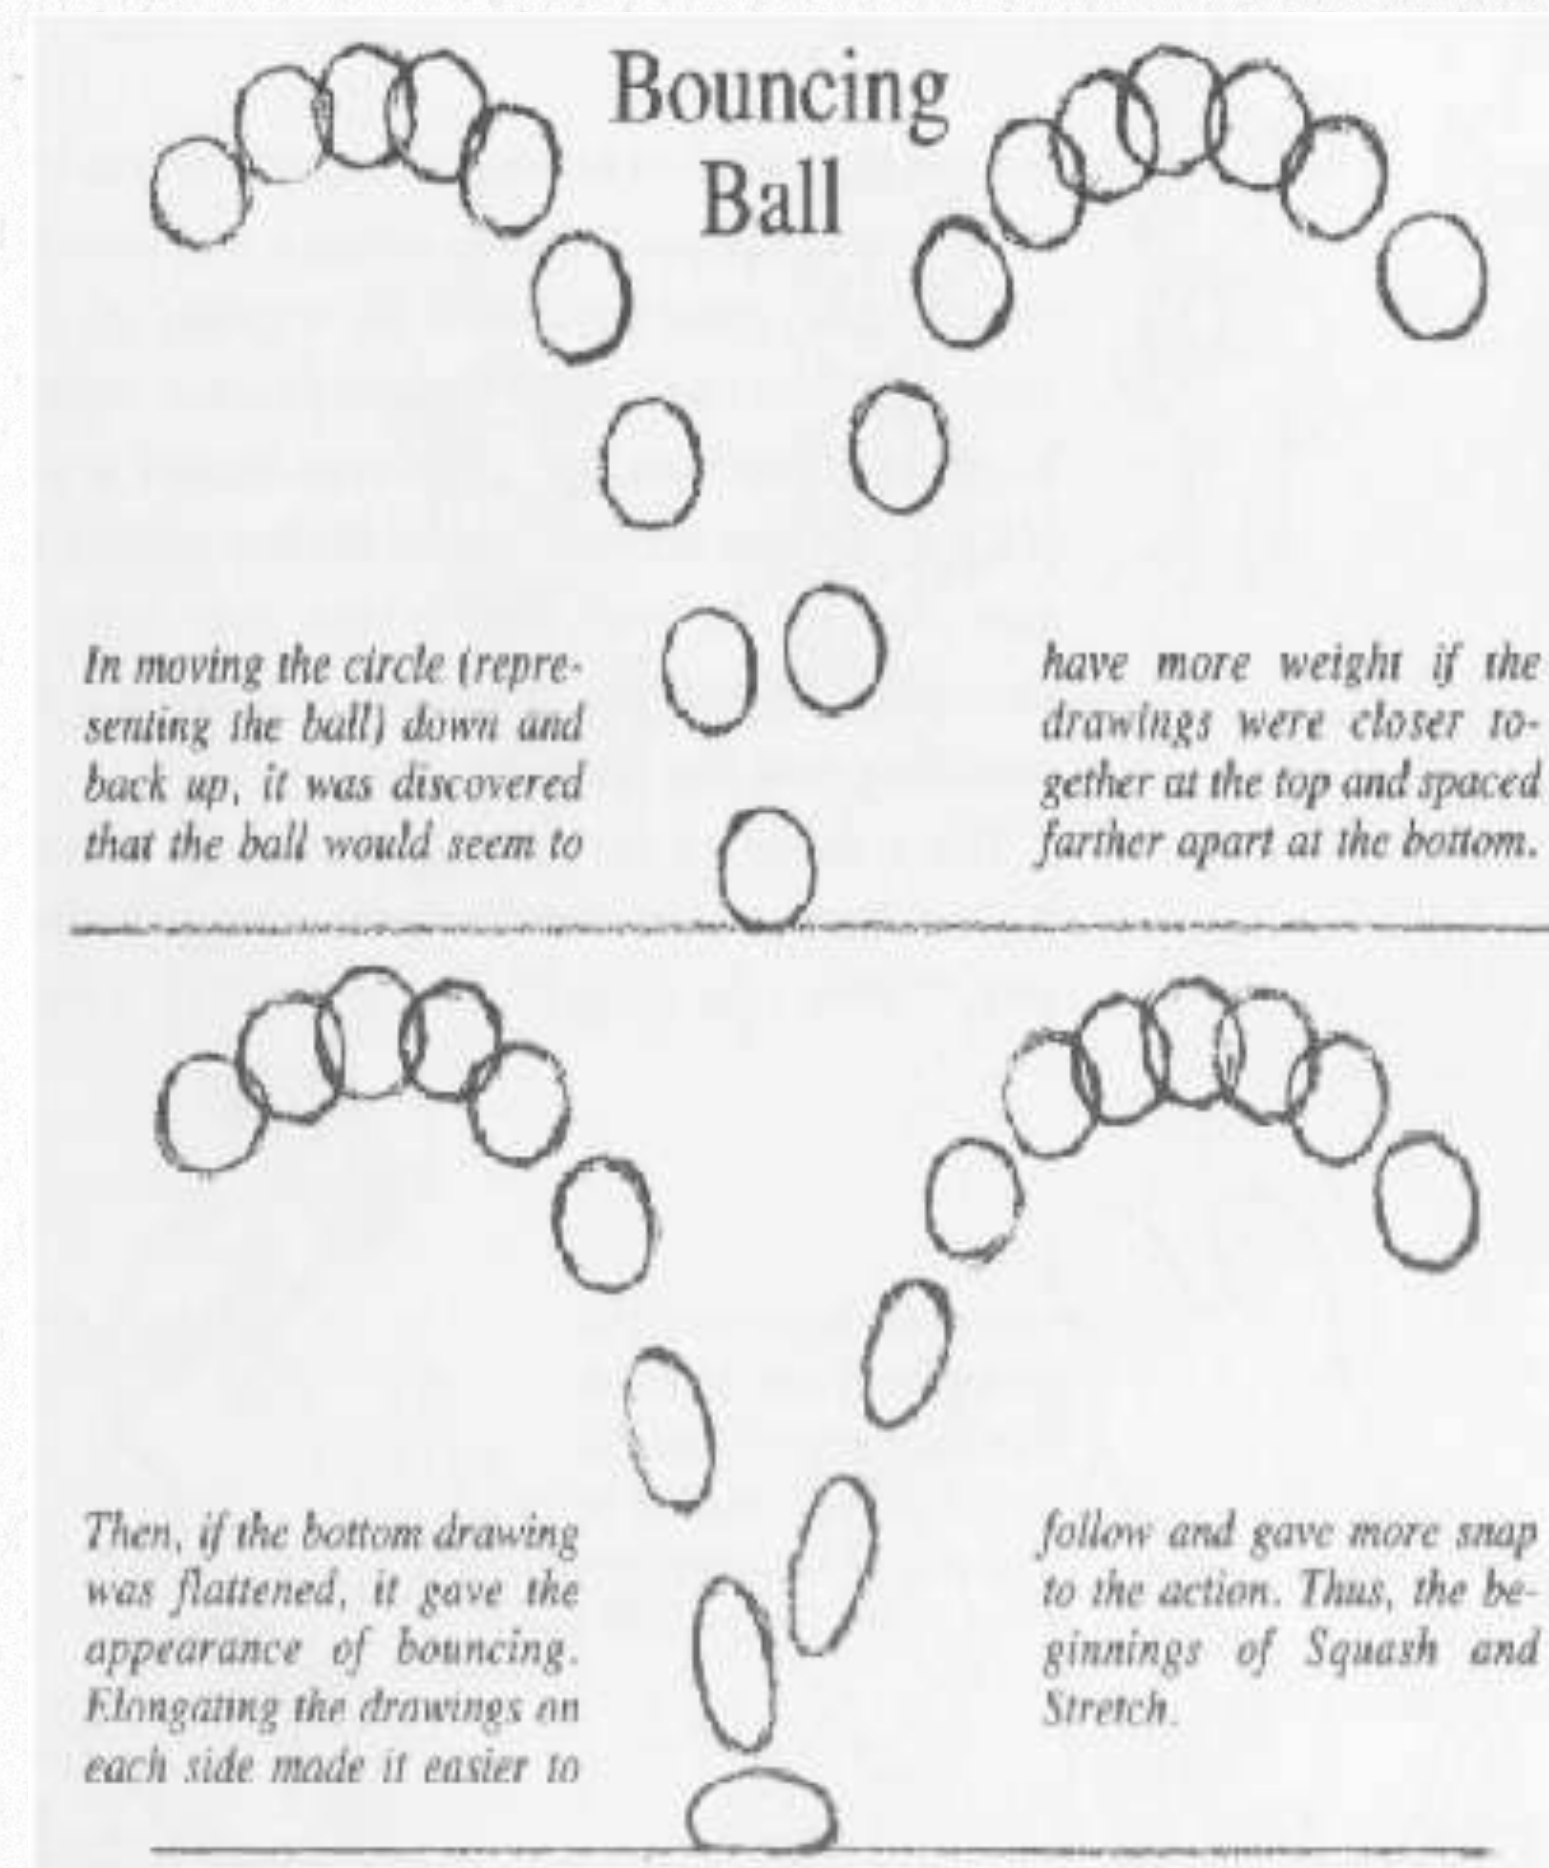 Bouncing
Ball
In moving the circle (repre-
senting the ball) down and
back up, it was discovered
that the ball would seem to
have more weight if the
drawings were closer to-
gether at the top and spaced
farther apart at the bottom.
Then, if the bottom drawing
was flattened, it gave the
appearance of bouncing.
Elongating the drawings on
each side made it easier to
follow and gave more snap
to the action. Thus, the be-
ginnings of Squash and
Stretch.